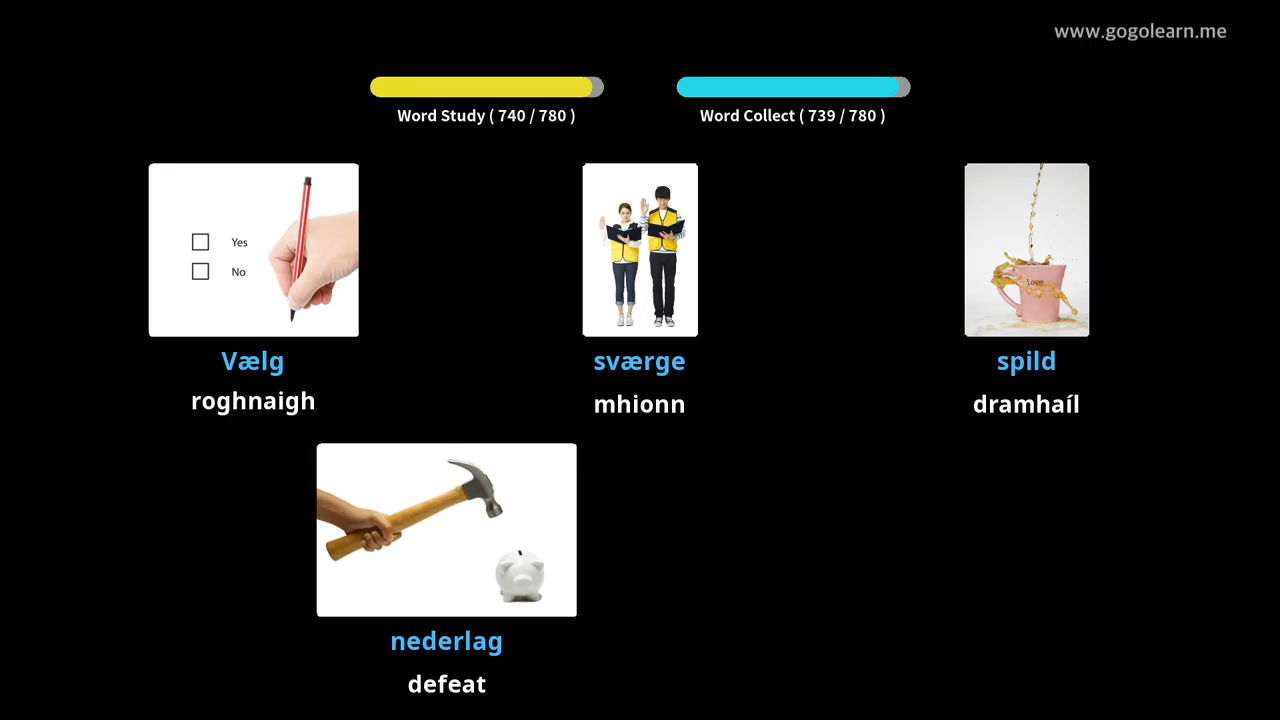 www.gogolearn.me
Word Study ( 740 / 780 )
Word Collect ( 739 / 780 )
Yes
No
Love
Vælg
sværge
spild
roghnaigh
mhionn
dramhaíl
nederlag
defeat